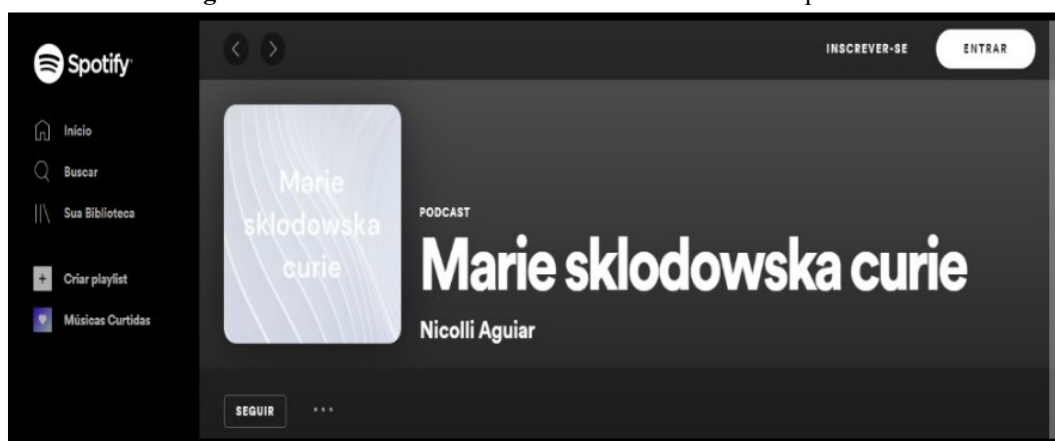 Spotify
Início
Buscar
Sua Biblioteca
Criar playlist
Músicas Curtidas
INSCREVER-SE
ENTRAR
Marie
sklodowska
curie
PODCAST
Marie sklodowska curie
Nicolli Aguiar
SEGUIR